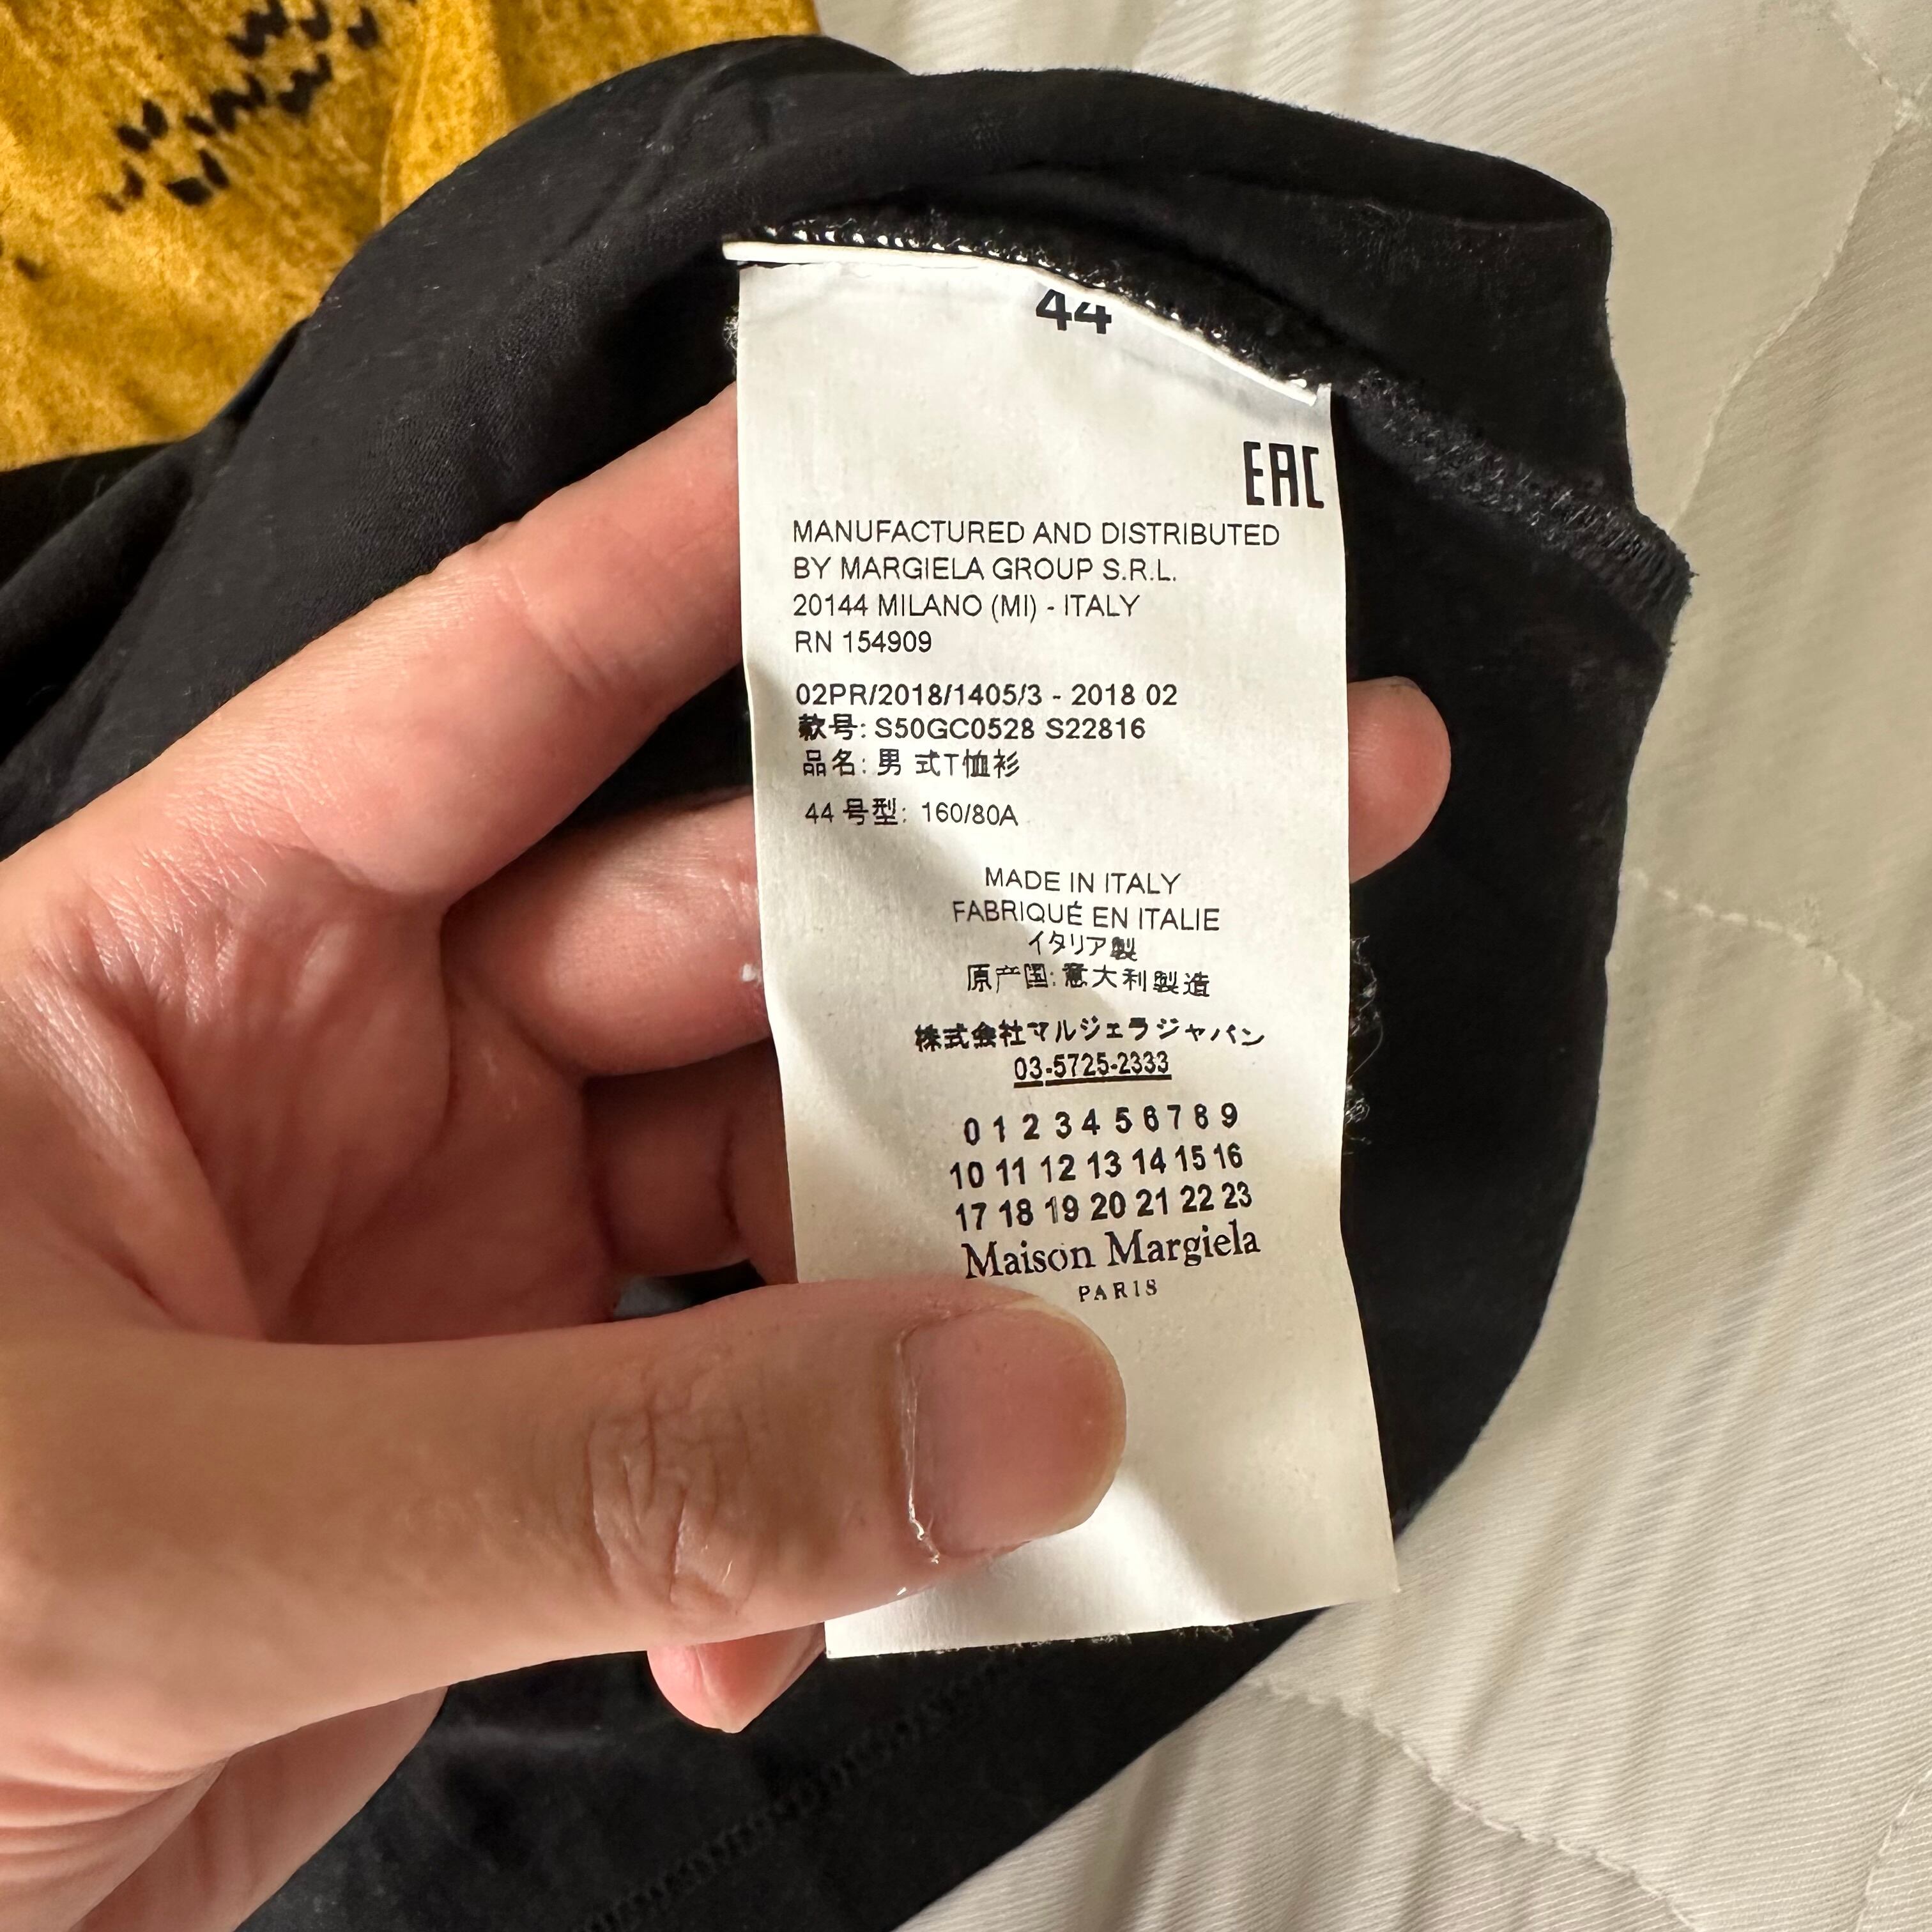 44
EAC
MANUFACTURED AND DISTRIBUTED
BY MARGIELA GROUP S.R.L.
20144 MILANO (MI) - ITALY
RN 154909
02PR/2018/1405/3 - 2018 02
款号: S50GC0528 S22816
品名: 男 式T恤衫
44 号型: 160/80A
MADE IN ITALY
FABRIQUÉ EN ITALIE
イタリア製
原产国: 意大利製造
株式会社マルジェラジャパン
03-5725-2333
0 1 2 3 4 5 6 7 8 9
10 11 12 13 14 15 16
17 18 19 20 21 22 23
Maison Margiela
PARIS